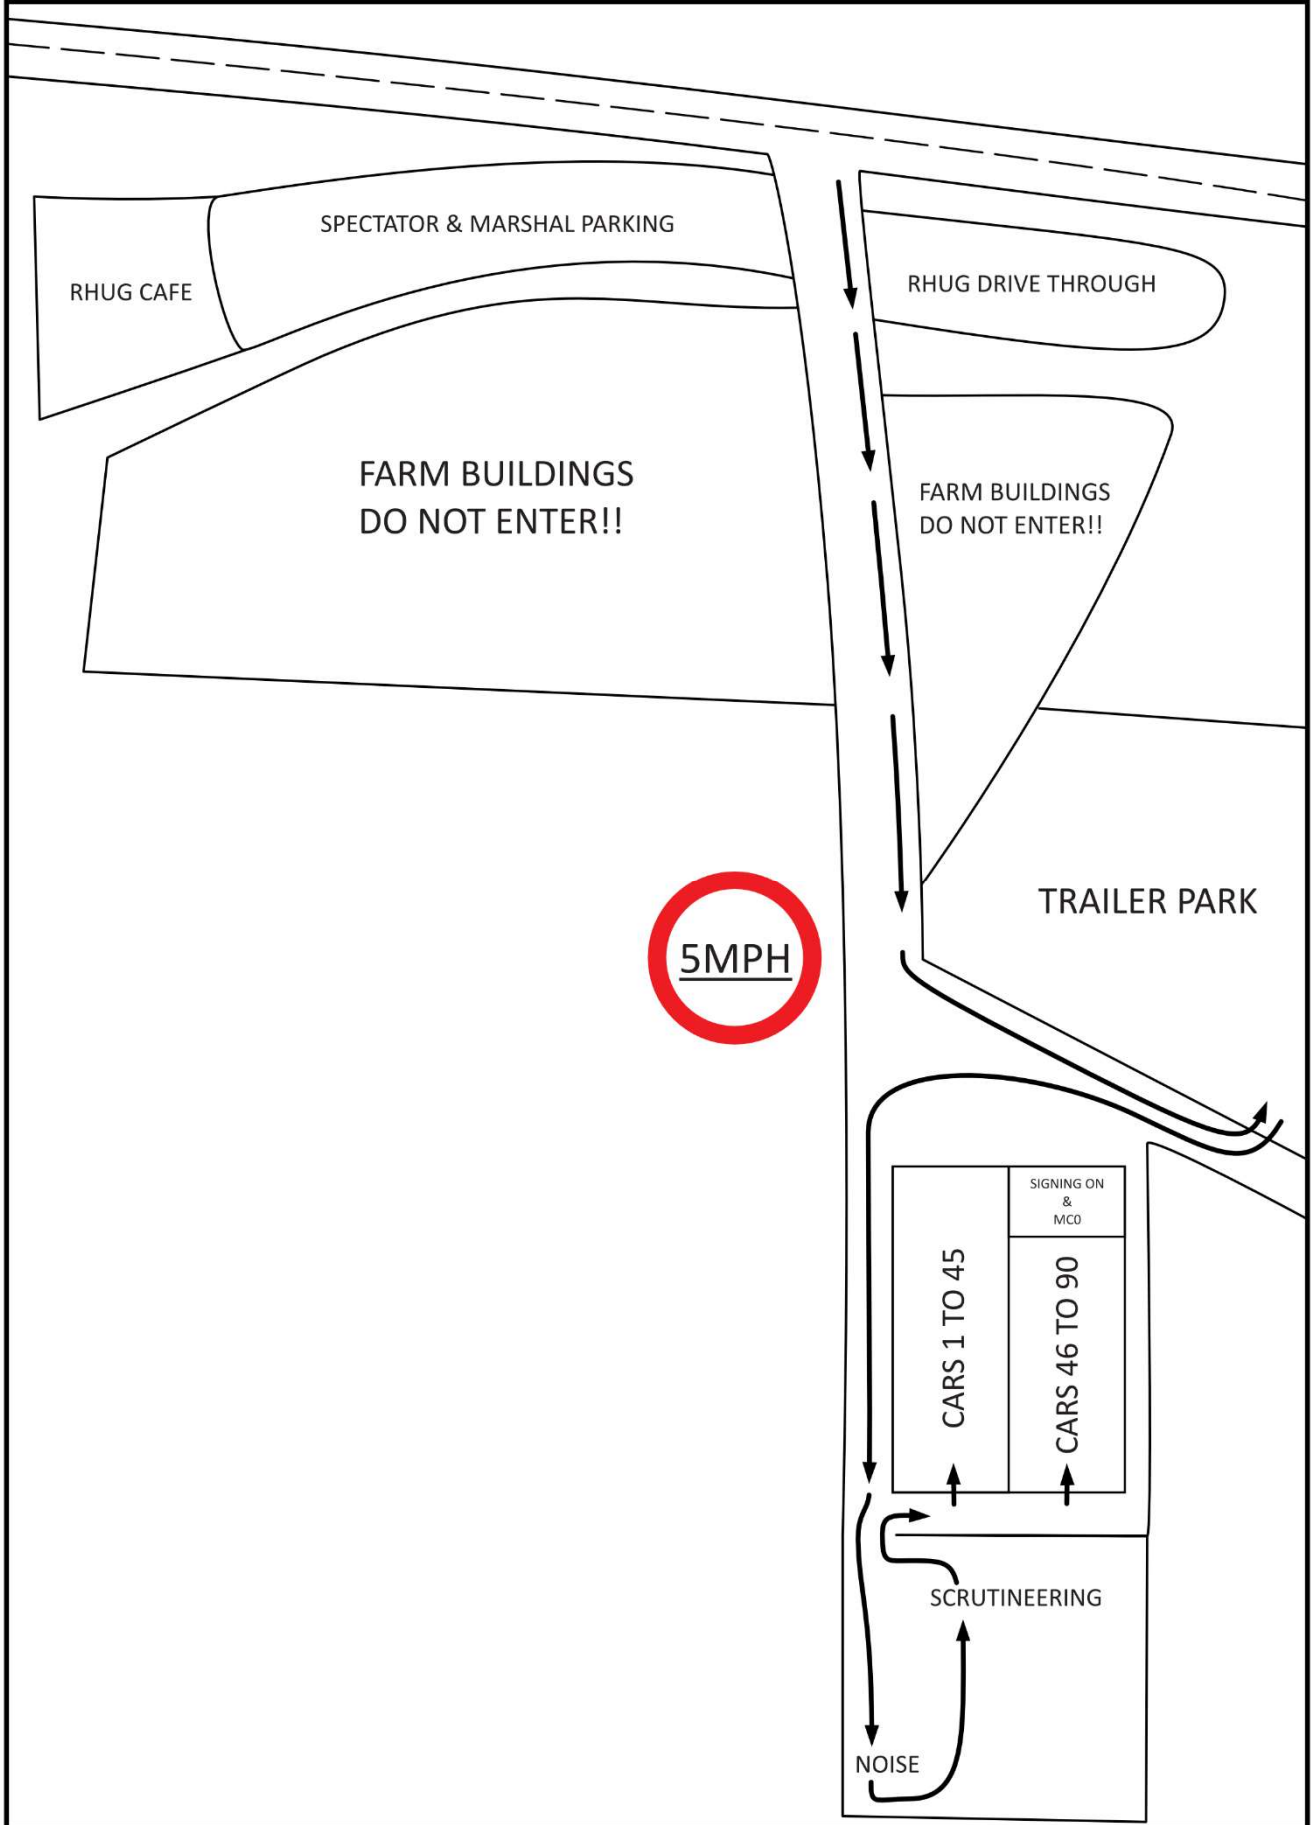 SPECTATOR & MARSHAL PARKING
RHUG CAFE
RHUG DRIVE THROUGH
FARM BUILDINGS
DO NOT ENTER!!
FARM BUILDINGS
DO NOT ENTER!!
TRAILER PARK
5MPH
SIGNING ON
&
MC0
CARS 1 TO 45
CARS 46 TO 90
SCRUTINEERING
NOISE